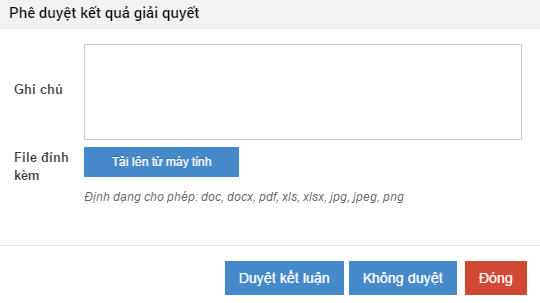 Phê duyệt kết quả giải quyết
Ghi chú
File đính
kèm
Tải lên từ máy tính
Định dạng cho phép: doc, docx, pdf, xls, xlsx, jpg, jpeg, png
Duyệt kết luận Không duyệt Đóng